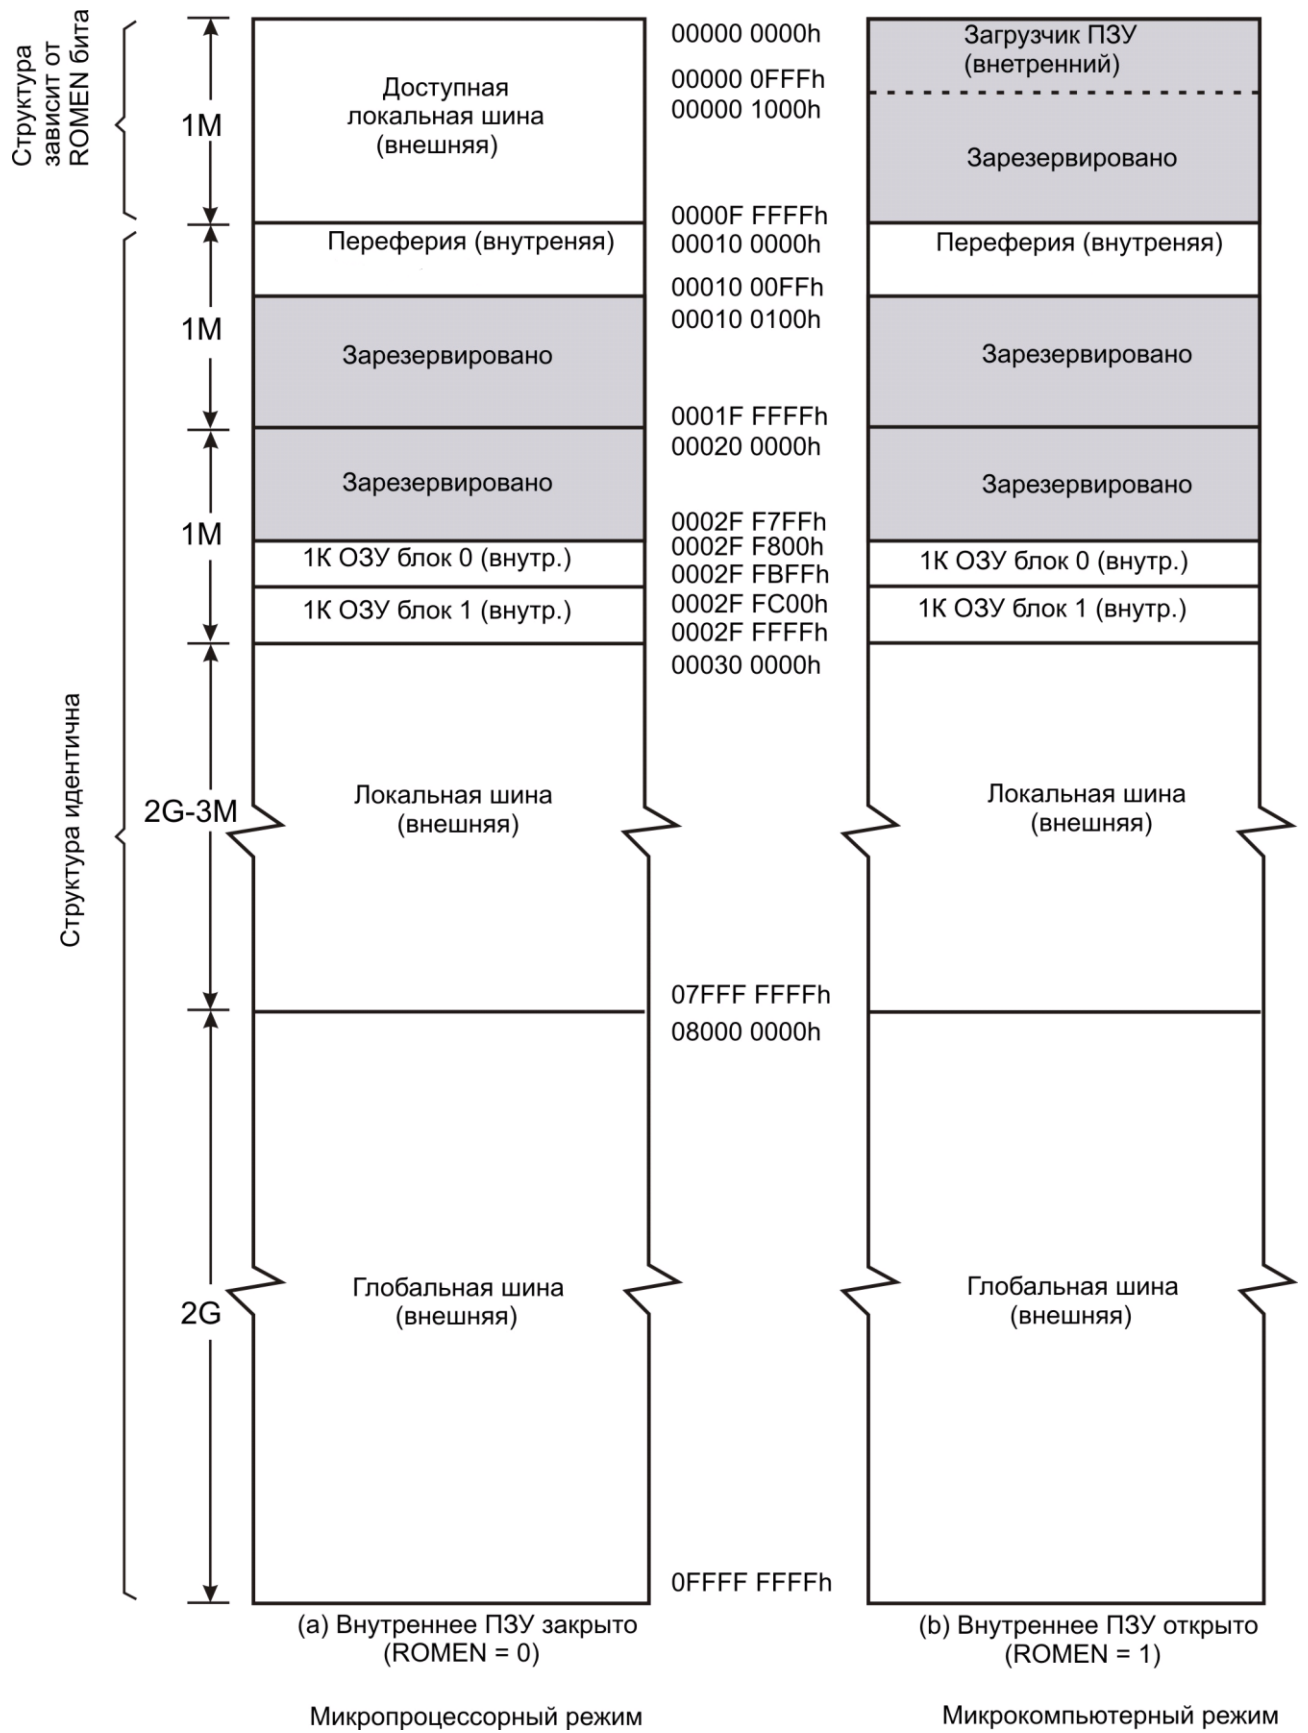 Структура
зависит от
ROMEN бита
1М
Доступная
локальная шина
(внешняя)
00000 0000h
00000 0FFFh
00000 1000h
0000F FFFFh
Загрузчик ПЗУ
(внетренний)
Зарезервировано
Структура идентична
1М
Переферия (внутреняя)
Зарезервировано
00010 0000h
00010 00FFh
00010 0100h
0001F FFFFh
Переферия (внутреняя)
Зарезервировано
1М
Зарезервировано
1К ОЗУ блок 0 (внутр.)
1К ОЗУ блок 1 (внутр.)
00020 0000h
0002F F7FFh
0002F F800h
0002F FBFFh
0002F FC00h
0002F FFFFh
Зарезервировано
1К ОЗУ блок 0 (внутр.)
1К ОЗУ блок 1 (внутр.)
2G-3M
Локальная шина
(внешняя)
00030 0000h
07FFF FFFFh
Локальная шина
(внешняя)
2G
Глобальная шина
(внешняя)
08000 0000h
0FFFF FFFFh
Глобальная шина
(внешняя)
(a) Внутреннее ПЗУ закрыто
(ROMEN = 0)
Микропроцессорный режим
(b) Внутреннее ПЗУ открыто
(ROMEN = 1)
Микрокомпьютерный режим